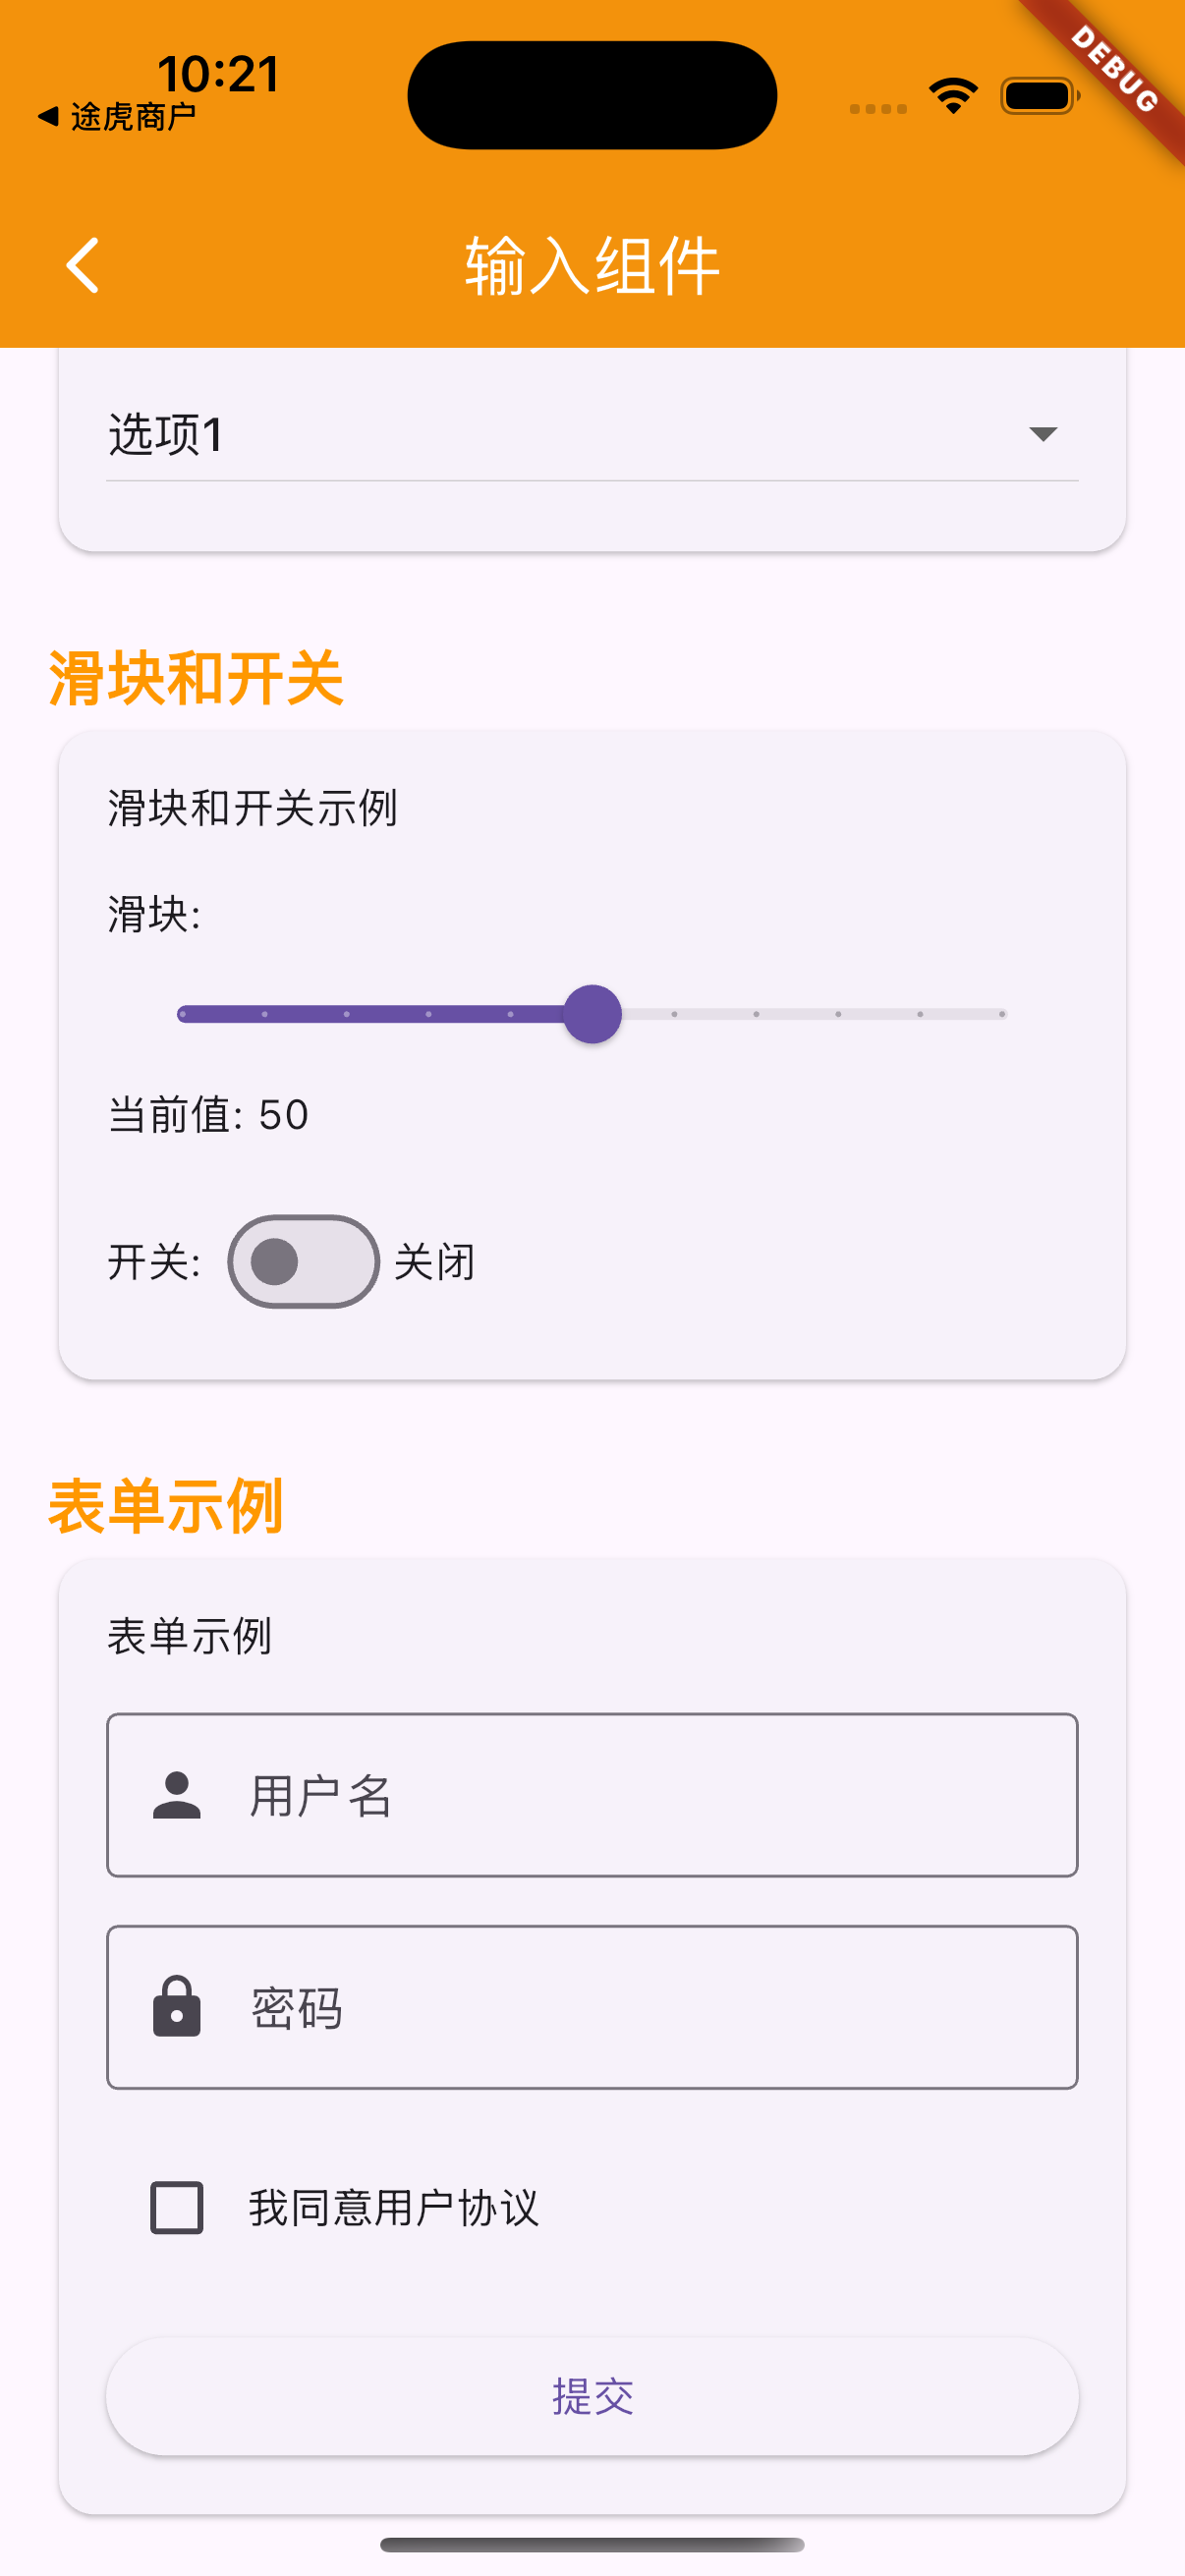 10:21
途虎商户
DEBUG
输入组件
选项1
滑块和开关
滑块和开关示例
滑块:
当前值: 50
开关: 关闭
表单示例
表单示例
用户名
密码
我同意用户协议
提交